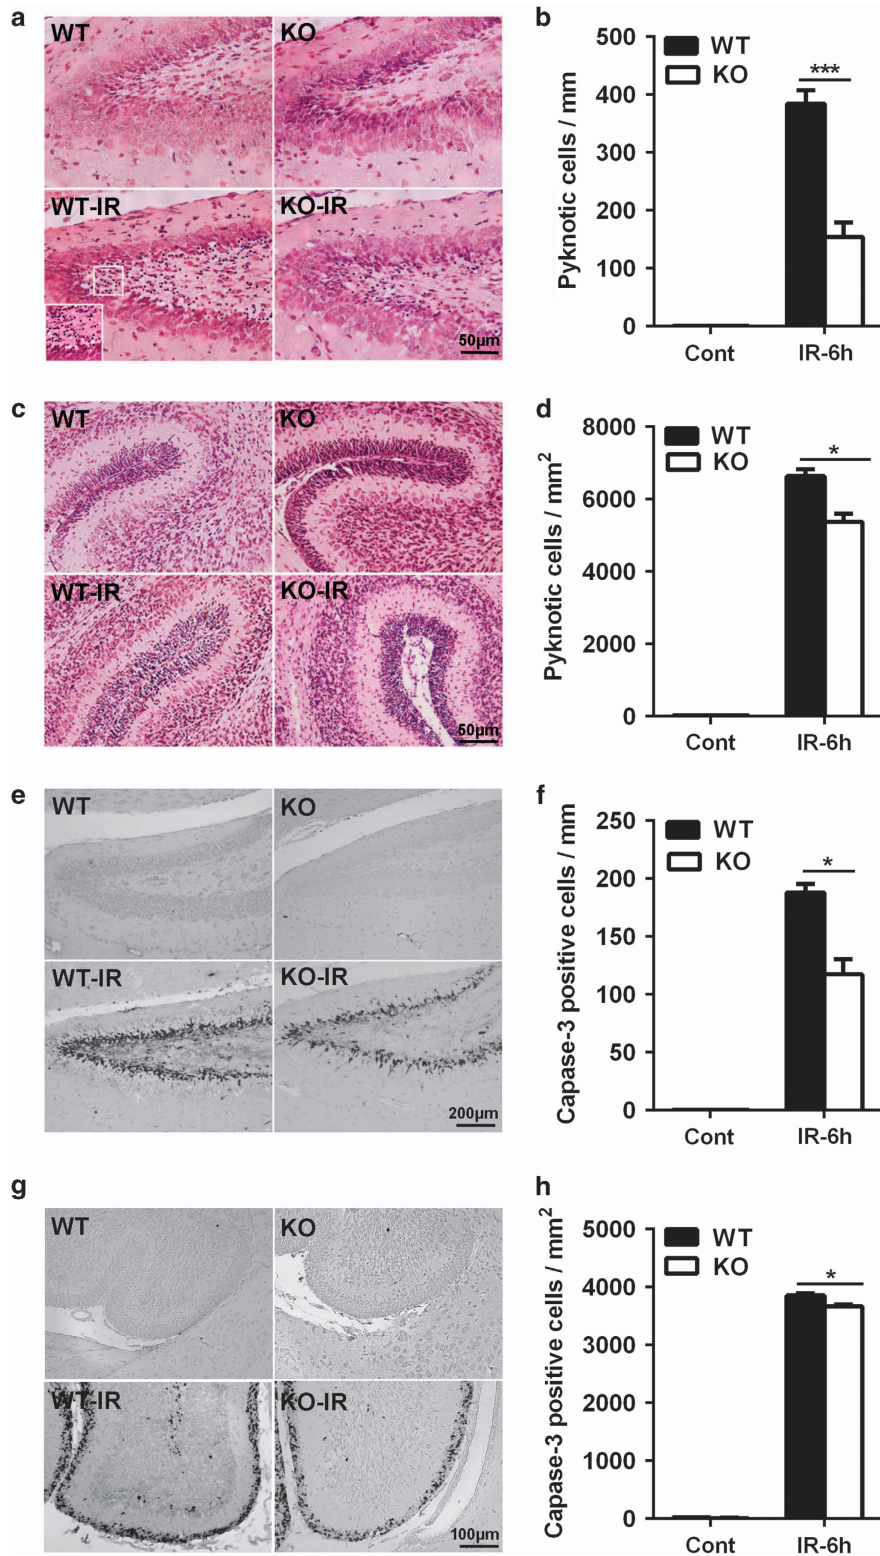 a
WT
KO
WT-IR
KO-IR
50µm
b
500
400
300
200
100
0
Pyknotic cells / mm
WT
KO
***
Cont
IR-6h
c
WT
KO
WT-IR
KO-IR
50µm
d
8000
6000
4000
2000
0
Pyknotic cells / mm2
WT
KO
*
Cont
IR-6h
e
WT
KO
WT-IR
KO-IR
200µm
f
250
200
150
100
50
0
Capase-3 positive cells / mm
WT
KO
*
Cont
IR-6h
g
WT
KO
WT-IR
KO-IR
100µm
h
5000
4000
3000
2000
1000
0
Capase-3 positive cells / mm2
WT
KO
*
Cont
IR-6h